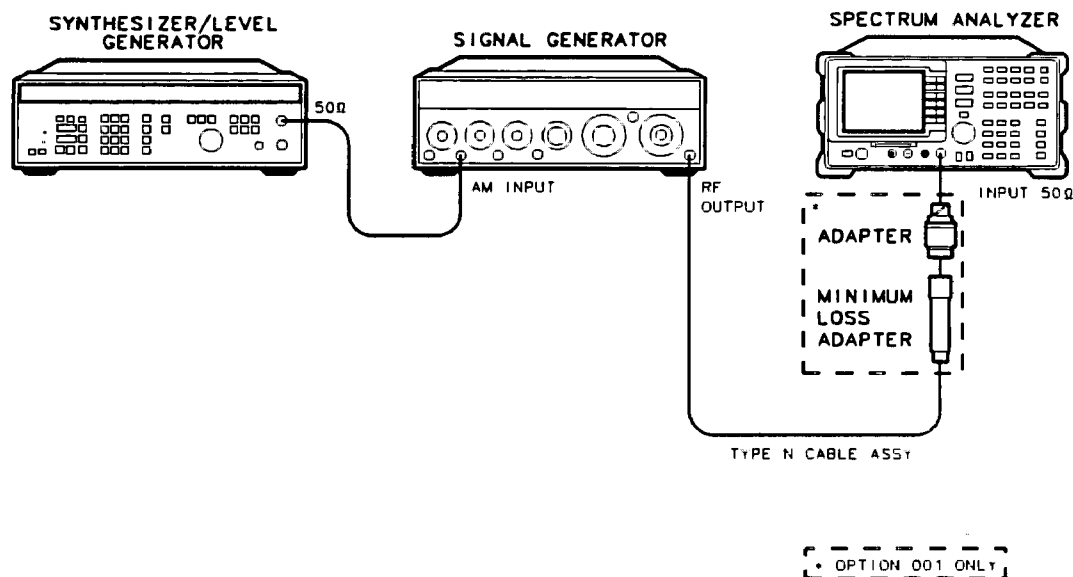 SYNTHESIZER/LEVEL
GENERATOR
SIGNAL GENERATOR
SPECTRUM ANALYZER
50Ω
AM INPUT
RF
OUTPUT
INPUT 50Ω
*
ADAPTER
MINIMUM
LOSS
ADAPTER
TYPE N CABLE ASSY
* OPTION 001 ONLY